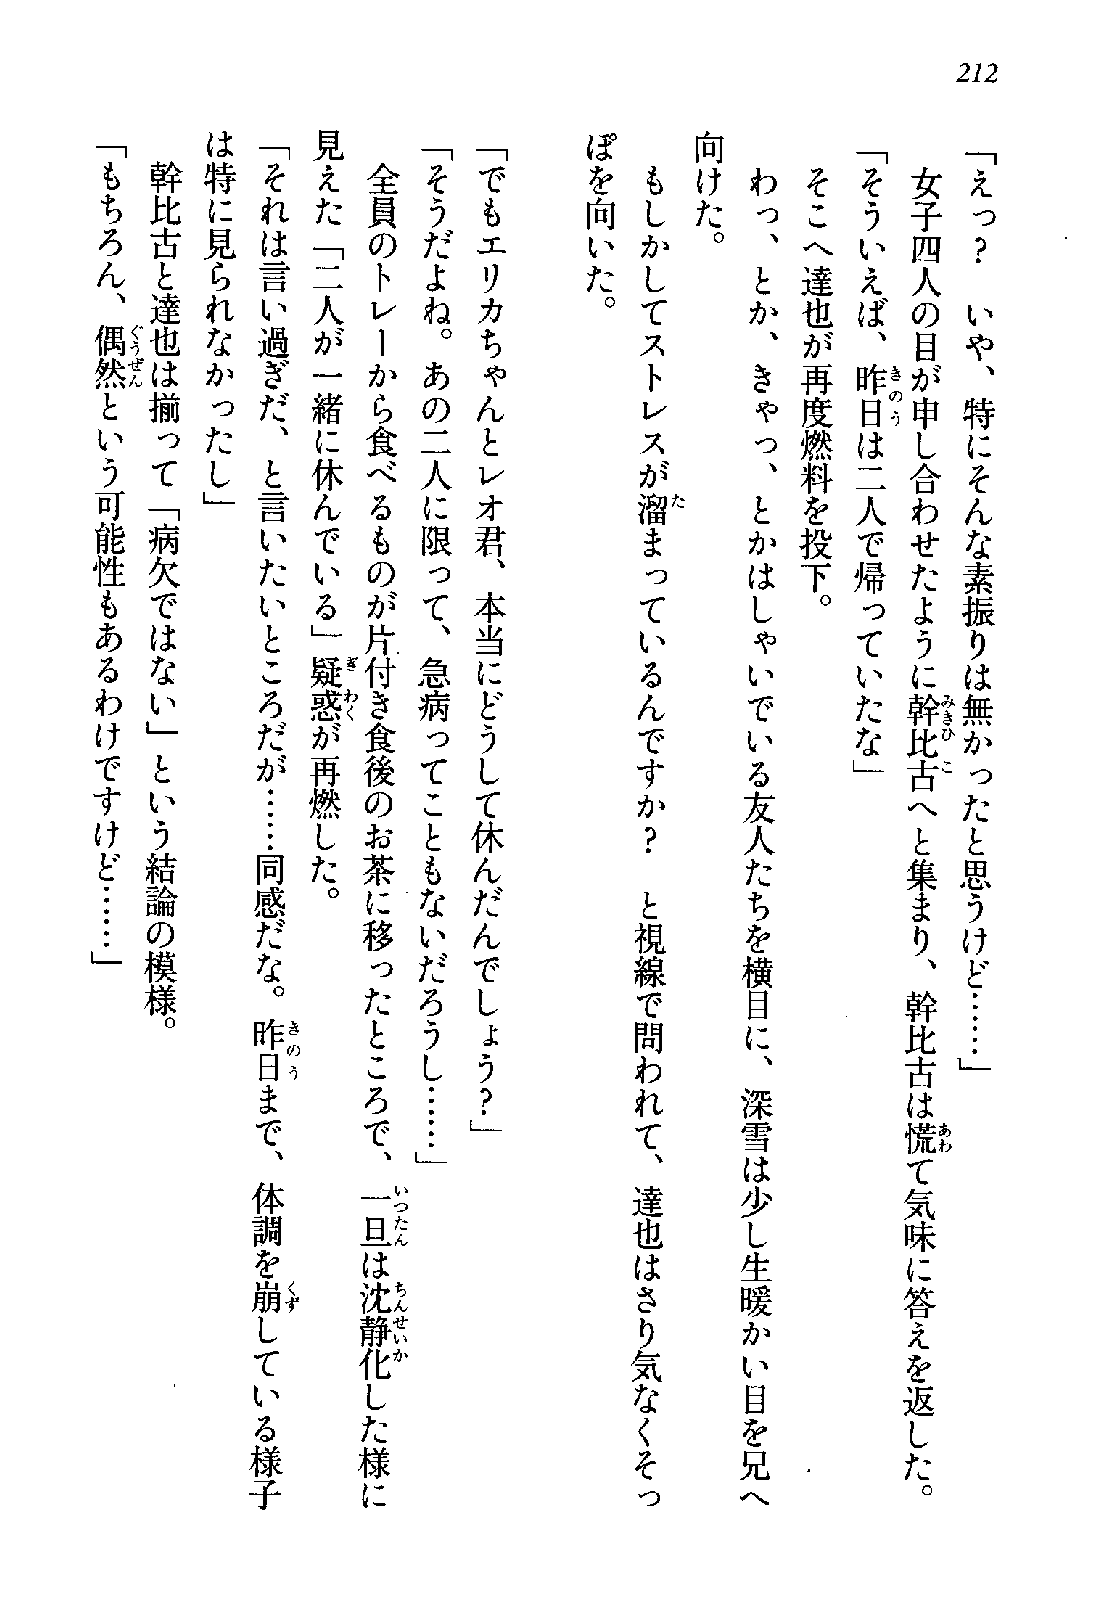 212
「えっ？　いや、特にそんな素振りは無かったと思うけど……」
女子四人の目が申し合わせたように幹比古へと集まり、幹比古は慌て気味に答えを返した。
「そういえば、昨日は二人で帰っていたな」
そこへ達也が再度燃料を投下。
わっ、とか、きゃっ、とかはしゃいでいる友人たちを横目に、深雪は少し生暖かい目を兄へ
向けた。
もしかしてストレスが溜まっているんですか？　と視線で問われて、達也はさり気なくそっ
ぽを向いた。
「でもエリカちゃんとレオ君、本当にどうして休んだんでしょう？」
「そうだよね。あの二人に限って、急病ってこともないだろうし……」
全員のトレーから食べるものが片付き食後のお茶に移ったところで、一旦は沈静化した様に
見えた「二人が一緒に休んでいる」疑惑が再燃した。
「それは言い過ぎだ、と言いたいところだが……同感だな。昨日まで、体調を崩している様子
は特に見られなかったし」
幹比古と達也は揃って「病欠ではない」という結論の模様。
「もちろん、偶然という可能性もあるわけですけど……」